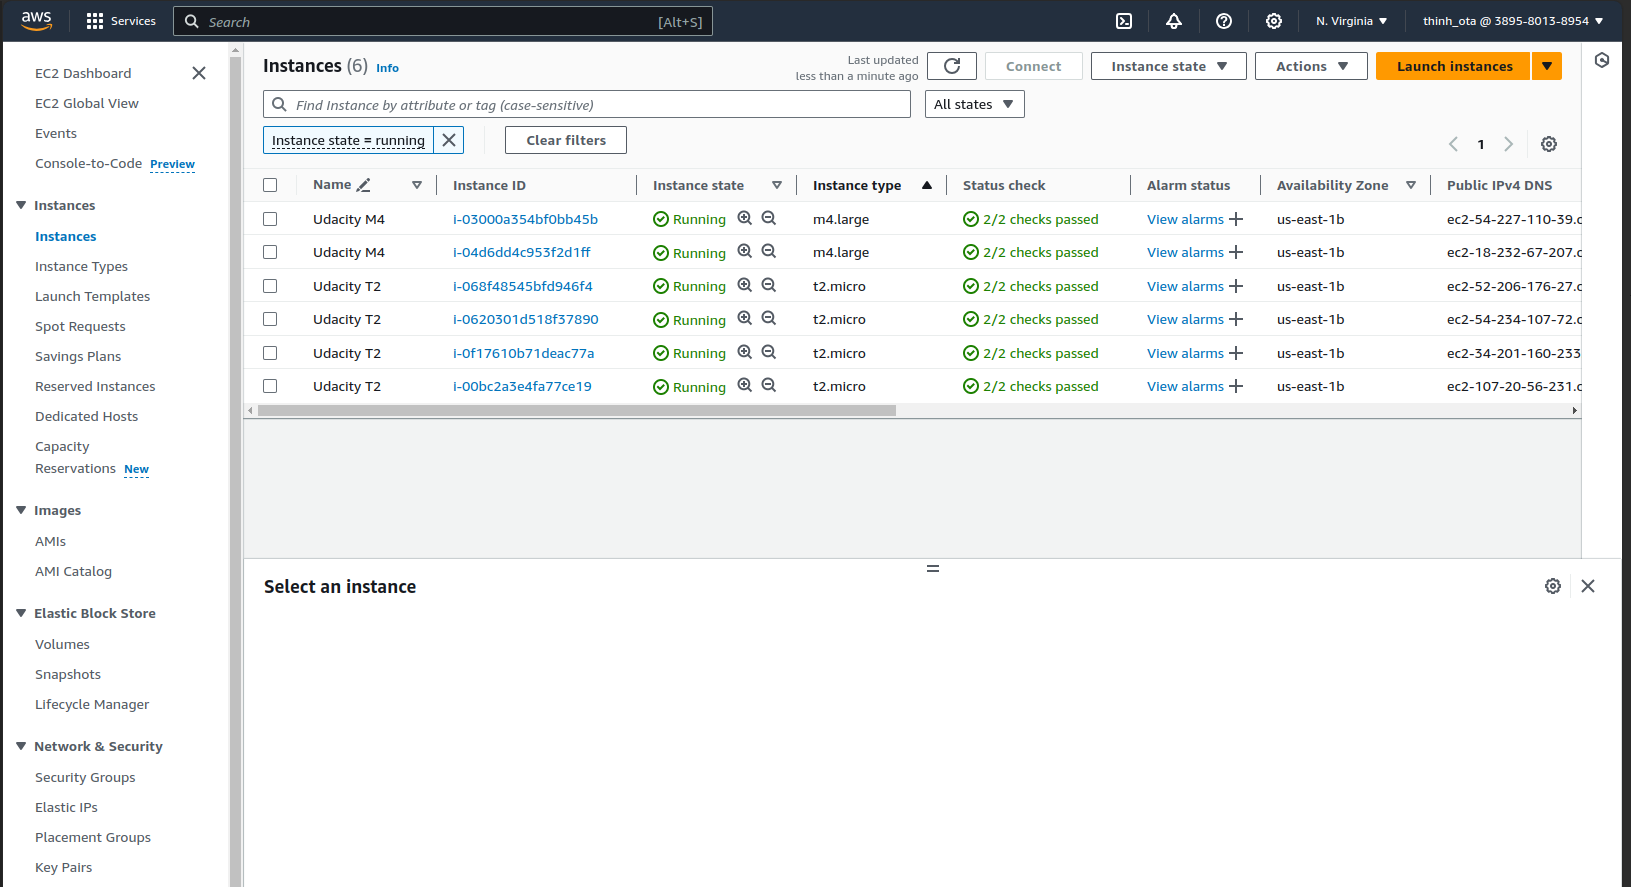 aws
Services
Search
[Alt+S]
N. Virginia
thinh_ota @ 3895-8013-8954
EC2 Dashboard
EC2 Global View
Events
Console-to-Code Preview
Instances
Instances
Instance Types
Launch Templates
Spot Requests
Savings Plans
Reserved Instances
Dedicated Hosts
Capacity
Reservations New
Images
AMIs
AMI Catalog
Elastic Block Store
Volumes
Snapshots
Lifecycle Manager
Network & Security
Security Groups
Elastic IPs
Placement Groups
Key Pairs
Instances (6) Info
Last updated
less than a minute ago
Connect
Instance state
Actions
Launch instances
Find Instance by attribute or tag (case-sensitive)
All states
Instance state = running
Clear filters
1
Name Instance ID Instance state Instance type Status check Alarm status Availability Zone Public IPv4 DNS
Udacity M4 i-03000a354bf0bb45b Running m4.large 2/2 checks passed View alarms us-east-1b ec2-54-227-110-39.c
Udacity M4 i-04d6dd4c953f2d1ff Running m4.large 2/2 checks passed View alarms us-east-1b ec2-18-232-67-207.c
Udacity T2 i-068f48545bfd946f4 Running t2.micro 2/2 checks passed View alarms us-east-1b ec2-52-206-176-27.c
Udacity T2 i-0620301d518f37890 Running t2.micro 2/2 checks passed View alarms us-east-1b ec2-54-234-107-72.c
Udacity T2 i-0f17610b71deac77a Running t2.micro 2/2 checks passed View alarms us-east-1b ec2-34-201-160-233
Udacity T2 i-00bc2a3e4fa77ce19 Running t2.micro 2/2 checks passed View alarms us-east-1b ec2-107-20-56-231.c
Select an instance